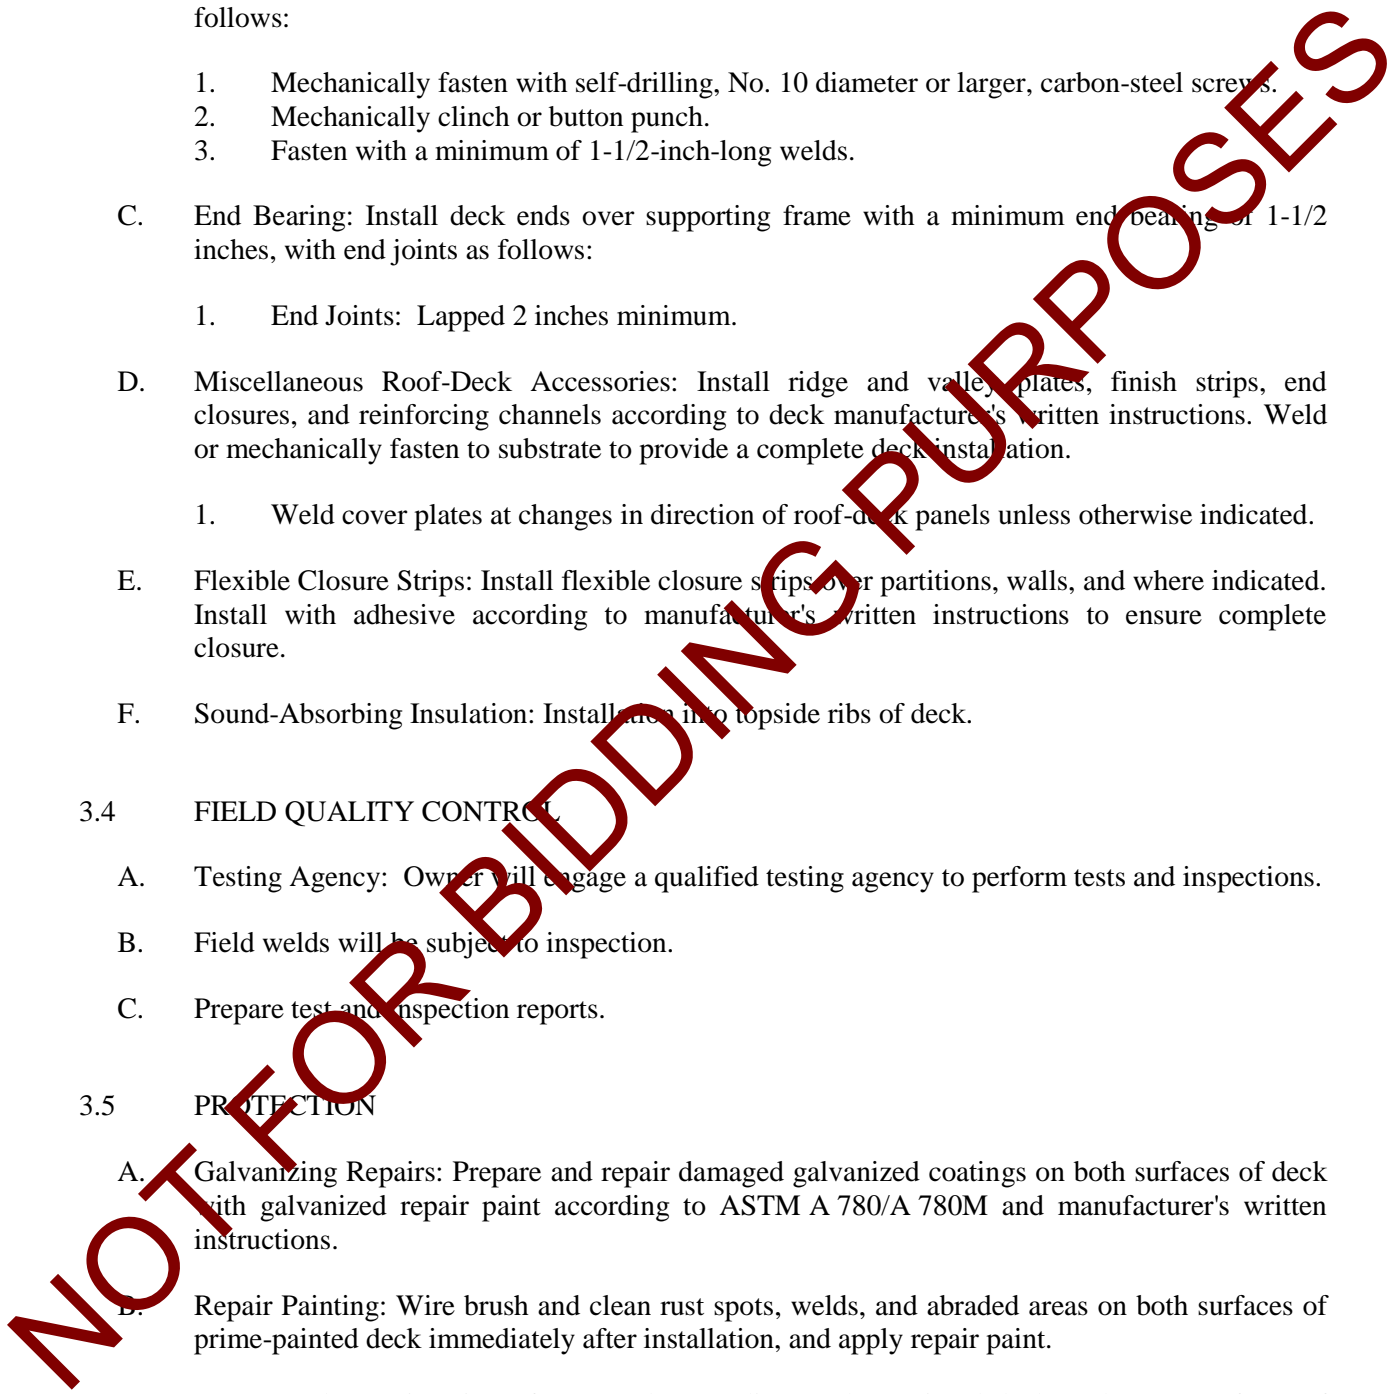 follows:
1. Mechanically fasten with self-drilling, No. 10 diameter or larger, carbon-steel screws.
2. Mechanically clinch or button punch.
3. Fasten with a minimum of 1-1/2-inch-long welds.
C. End Bearing: Install deck ends over supporting frame with a minimum end bearing of 1-1/2
inches, with end joints as follows:
1. End Joints: Lapped 2 inches minimum.
D. Miscellaneous Roof-Deck Accessories: Install ridge and valley plates, finish strips, end
closures, and reinforcing channels according to deck manufacturer's written instructions. Weld
or mechanically fasten to substrate to provide a complete deck installation.
1. Weld cover plates at changes in direction of roof-deck panels unless otherwise indicated.
E. Flexible Closure Strips: Install flexible closure strips over partitions, walls, and where indicated.
Install with adhesive according to manufacturer's written instructions to ensure complete
closure.
F. Sound-Absorbing Insulation: Installation into topside ribs of deck.
3.4 FIELD QUALITY CONTROL
A. Testing Agency: Owner will engage a qualified testing agency to perform tests and inspections.
B. Field welds will be subject to inspection.
C. Prepare test and inspection reports.
3.5 PROTECTION
A. Galvanizing Repairs: Prepare and repair damaged galvanized coatings on both surfaces of deck
with galvanized repair paint according to ASTM A 780/A 780M and manufacturer's written
instructions.
B. Repair Painting: Wire brush and clean rust spots, welds, and abraded areas on both surfaces of
prime-painted deck immediately after installation, and apply repair paint.
NOT FOR BIDDING PURPOSES